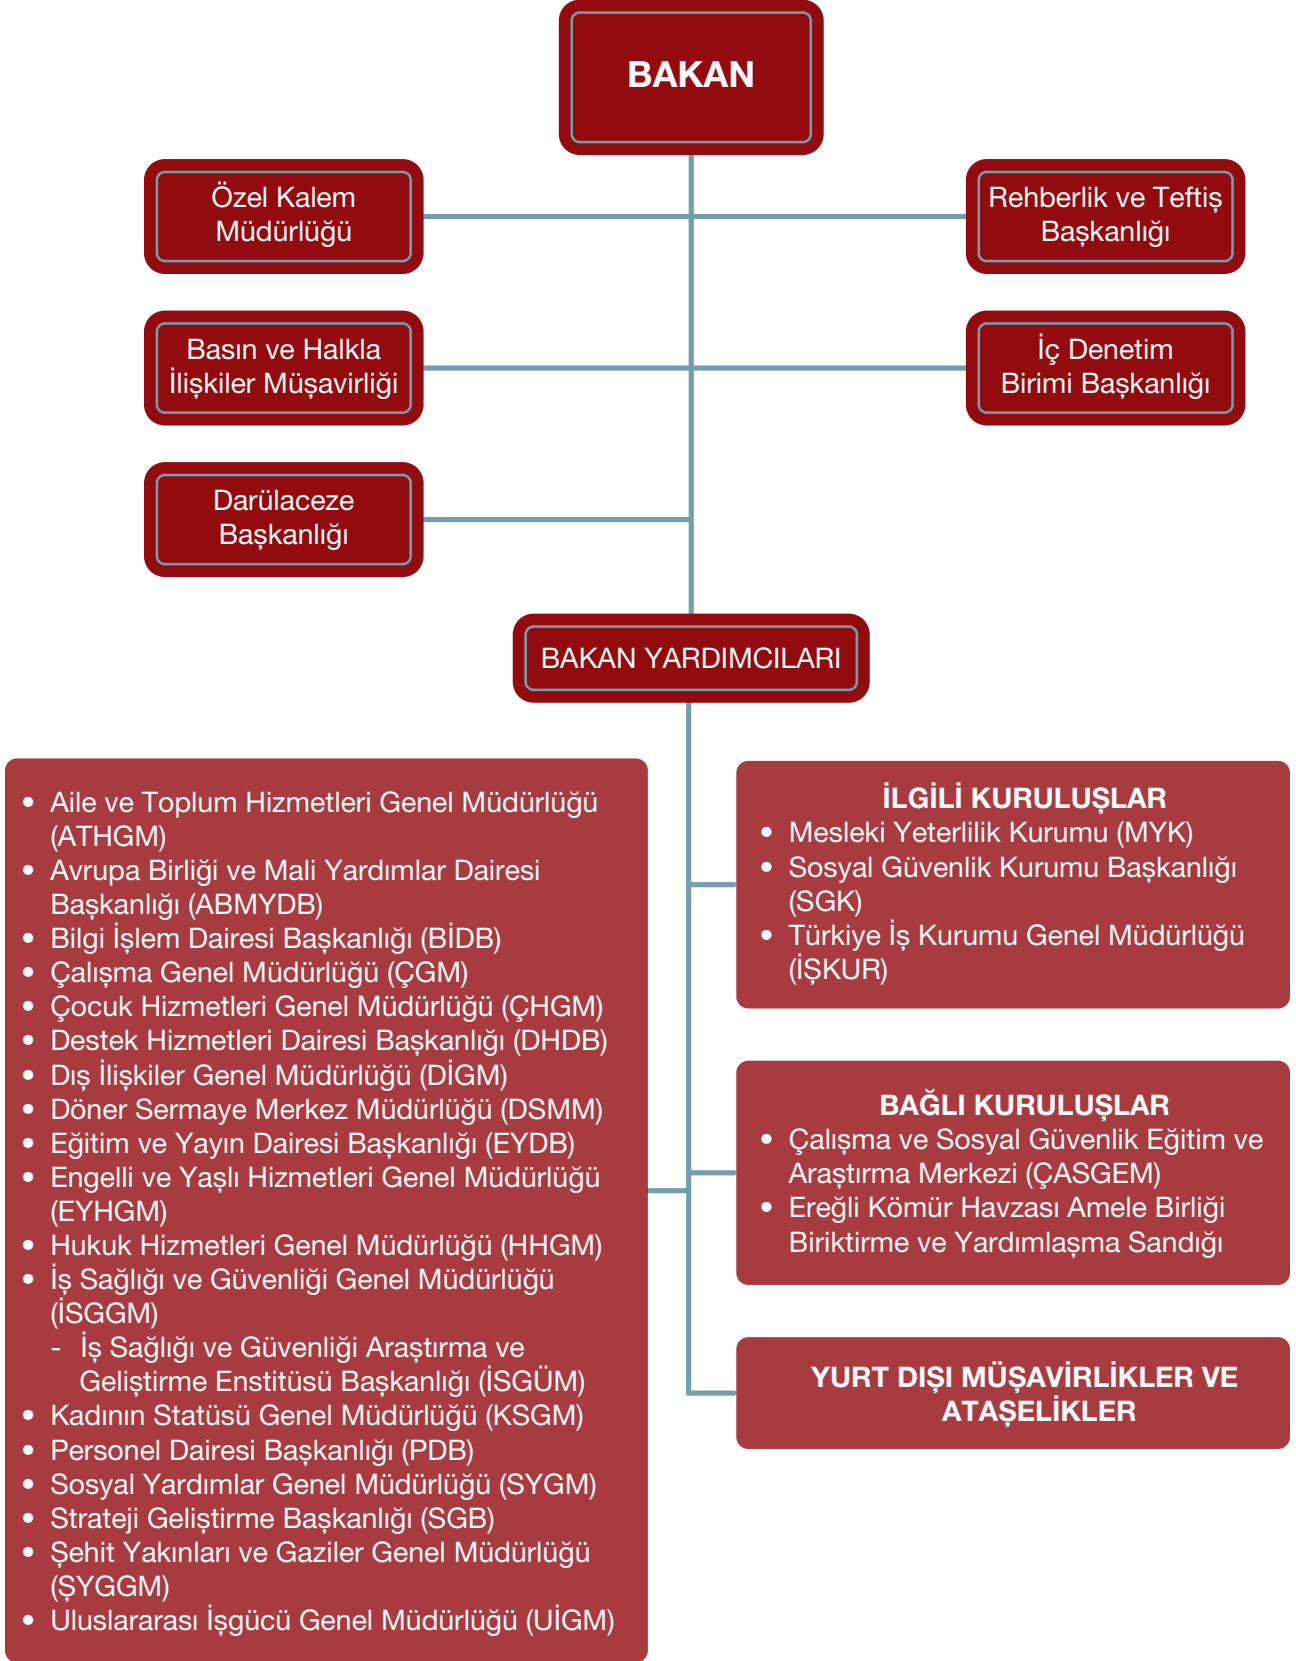 BAKAN
Özel Kalem
Müdürlüğü
Rehberlik ve Teftiş
Başkanlığı
Basın ve Halkla
İlişkiler Müşavirliği
İç Denetim
Birimi Başkanlığı
Darülaceze
Başkanlığı
BAKAN YARDIMCILARI
• Aile ve Toplum Hizmetleri Genel Müdürlüğü
(ATHGM)
• Avrupa Birliği ve Mali Yardımlar Dairesi
Başkanlığı (ABMYDB)
• Bilgi İşlem Dairesi Başkanlığı (BİDB)
• Çalışma Genel Müdürlüğü (ÇGM)
• Çocuk Hizmetleri Genel Müdürlüğü (ÇHGM)
• Destek Hizmetleri Dairesi Başkanlığı (DHDB)
• Dış İlişkiler Genel Müdürlüğü (DİGM)
• Döner Sermaye Merkez Müdürlüğü (DSMM)
• Eğitim ve Yayın Dairesi Başkanlığı (EYDB)
• Engelli ve Yaşlı Hizmetleri Genel Müdürlüğü
(EYHGM)
• Hukuk Hizmetleri Genel Müdürlüğü (HHGM)
• İş Sağlığı ve Güvenliği Genel Müdürlüğü
(İSGGM)
- İş Sağlığı ve Güvenliği Araştırma ve
Geliştirme Enstitüsü Başkanlığı (İSGÜM)
• Kadının Statüsü Genel Müdürlüğü (KSGM)
• Personel Dairesi Başkanlığı (PDB)
• Sosyal Yardımlar Genel Müdürlüğü (SYGM)
• Strateji Geliştirme Başkanlığı (SGB)
• Şehit Yakınları ve Gaziler Genel Müdürlüğü
(ŞYGGM)
• Uluslararası İşgücü Genel Müdürlüğü (UİGM)
İLGİLİ KURULUŞLAR
• Mesleki Yeterlilik Kurumu (MYK)
• Sosyal Güvenlik Kurumu Başkanlığı
(SGK)
• Türkiye İş Kurumu Genel Müdürlüğü
(İŞKUR)
BAĞLI KURULUŞLAR
• Çalışma ve Sosyal Güvenlik Eğitim ve
Araştırma Merkezi (ÇASGEM)
• Ereğli Kömür Havzası Amele Birliği
Biriktirme ve Yardımlaşma Sandığı
YURT DIŞI MÜŞAVİRLİKLER VE
ATAŞELİKLER